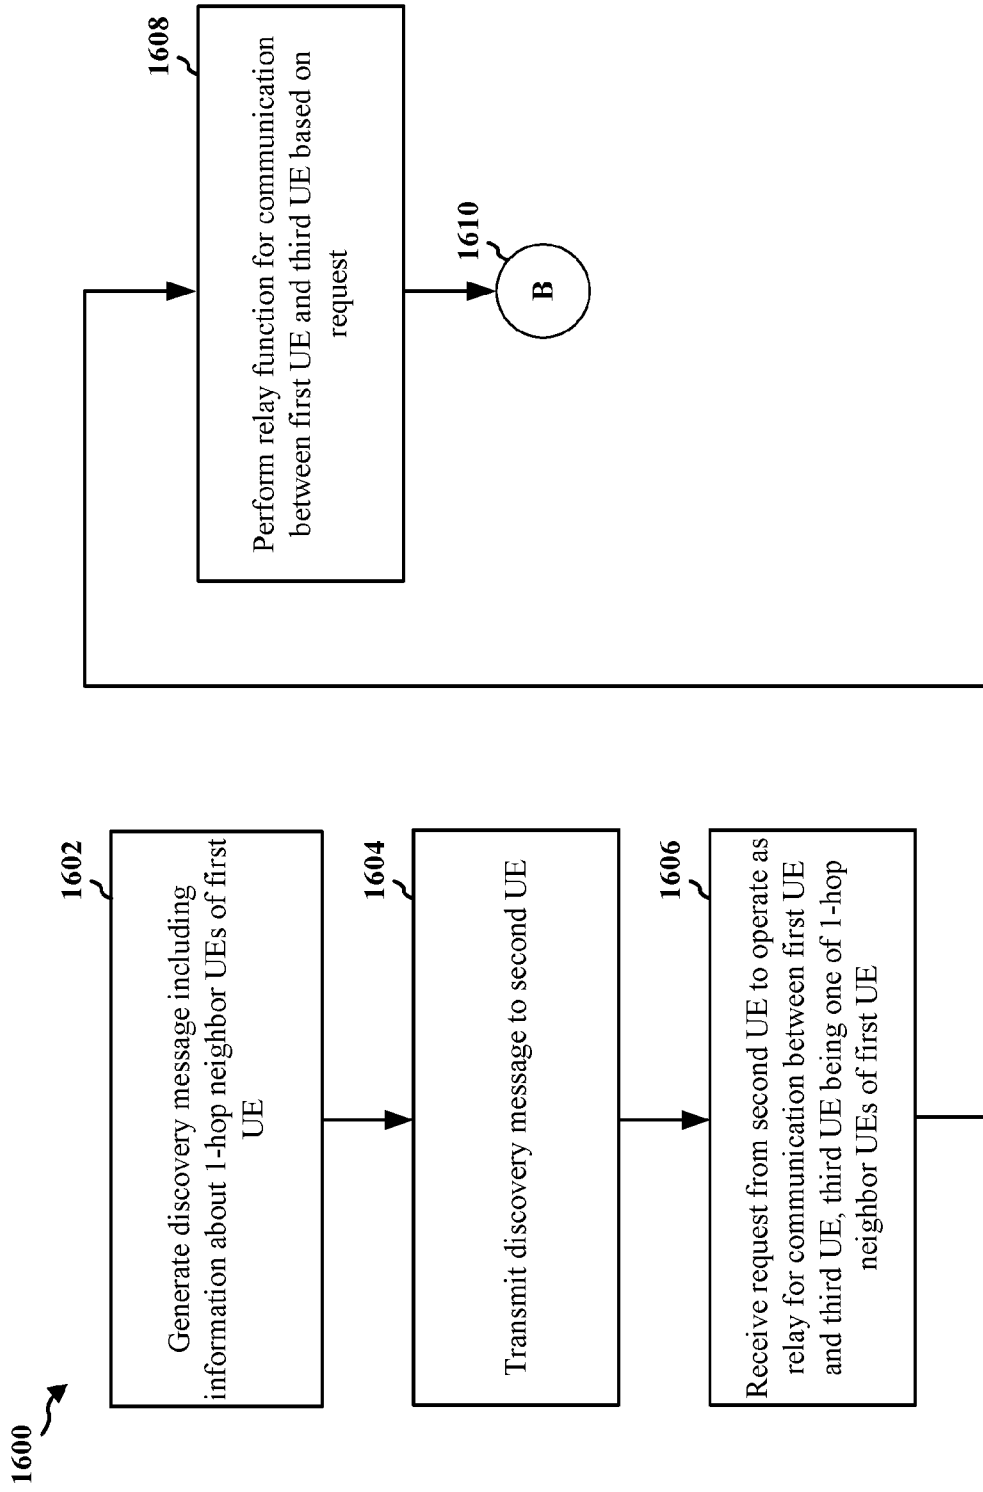 1600
1602
Generate discovery message including
information about 1-hop neighbor UEs of first
UE
1604
Transmit discovery message to second UE
1606
Receive request from second UE to operate as
relay for communication between first UE
and third UE, third UE being one of 1-hop
neighbor UEs of first UE
1608
Perform relay function for communication
between first UE and third UE based on
request
1610
B